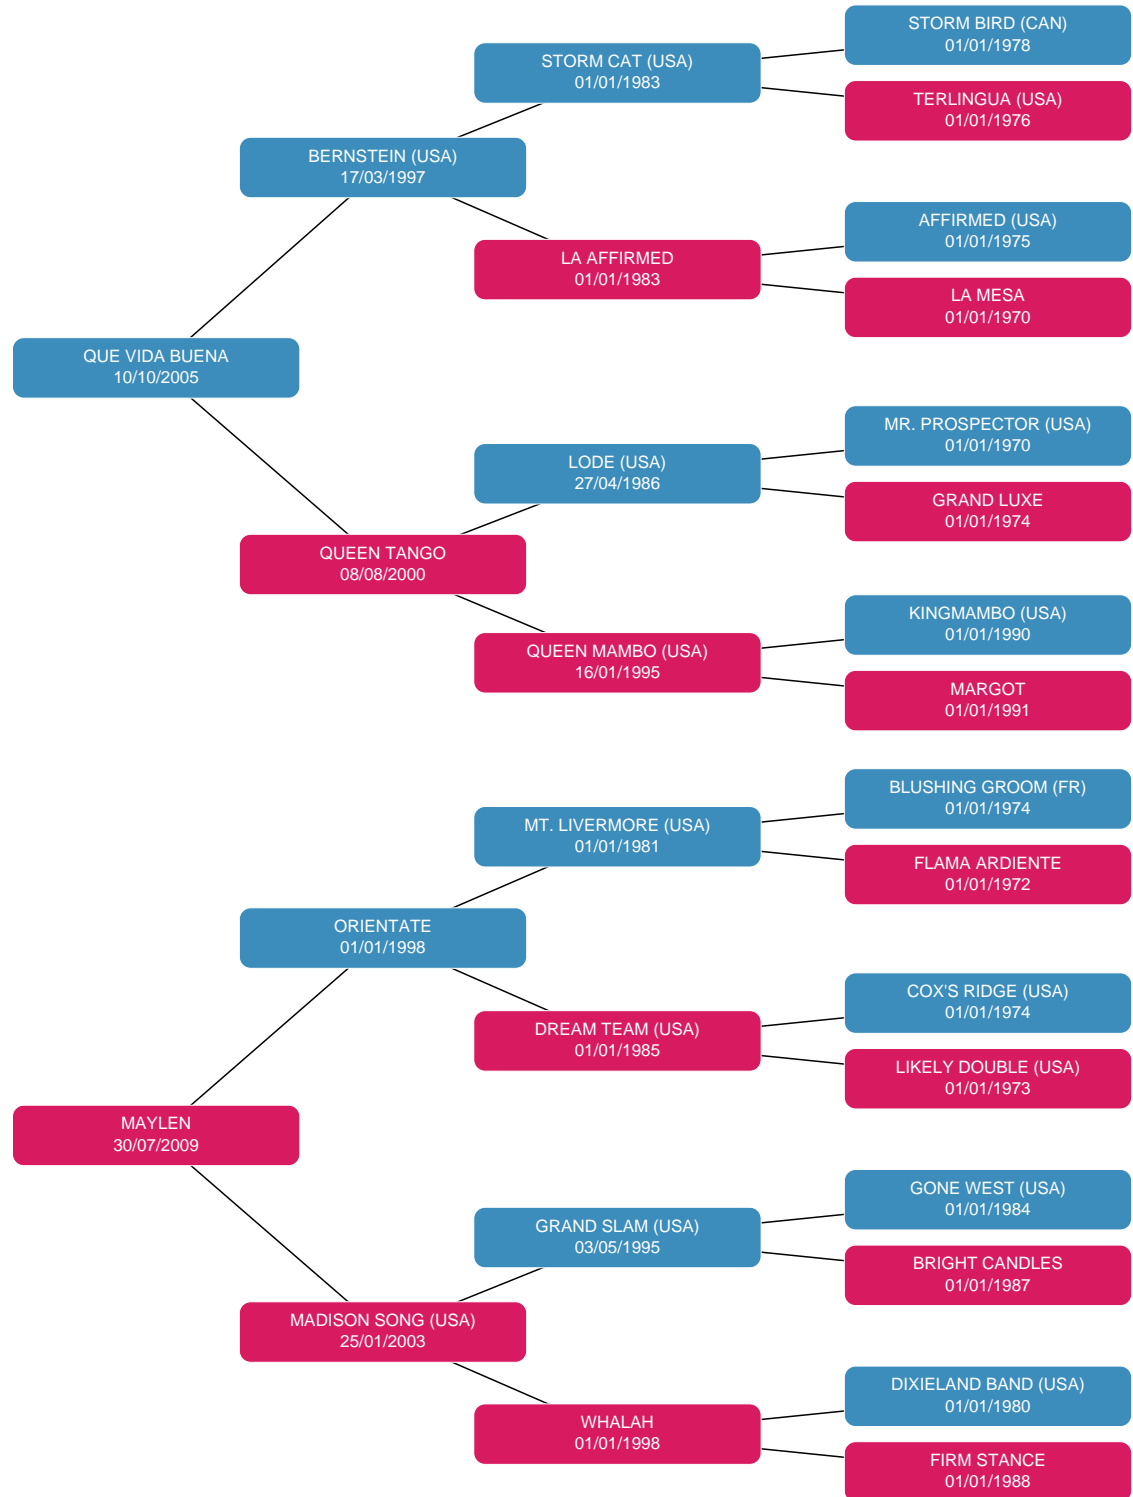 STORM BIRD (CAN)
01/01/1978
STORM CAT (USA)
01/01/1983
TERLINGUA (USA)
01/01/1976
BERNSTEIN (USA)
17/03/1997
AFFIRMED (USA)
01/01/1975
LA AFFIRMED
01/01/1983
LA MESA
01/01/1970
QUE VIDA BUENA
10/10/2005
MR. PROSPECTOR (USA)
01/01/1970
LODE (USA)
27/04/1986
GRAND LUXE
01/01/1974
QUEEN TANGO
08/08/2000
KINGMAMBO (USA)
01/01/1990
QUEEN MAMBO (USA)
16/01/1995
MARGOT
01/01/1991
BLUSHING GROOM (FR)
01/01/1974
MT. LIVERMORE (USA)
01/01/1981
FLAMA ARDIENTE
01/01/1972
ORIENTATE
01/01/1998
COX'S RIDGE (USA)
01/01/1974
DREAM TEAM (USA)
01/01/1985
LIKELY DOUBLE (USA)
01/01/1973
MAYLEN
30/07/2009
GONE WEST (USA)
01/01/1984
GRAND SLAM (USA)
03/05/1995
BRIGHT CANDLES
01/01/1987
MADISON SONG (USA)
25/01/2003
DIXIELAND BAND (USA)
01/01/1980
WHALAH
01/01/1998
FIRM STANCE
01/01/1988